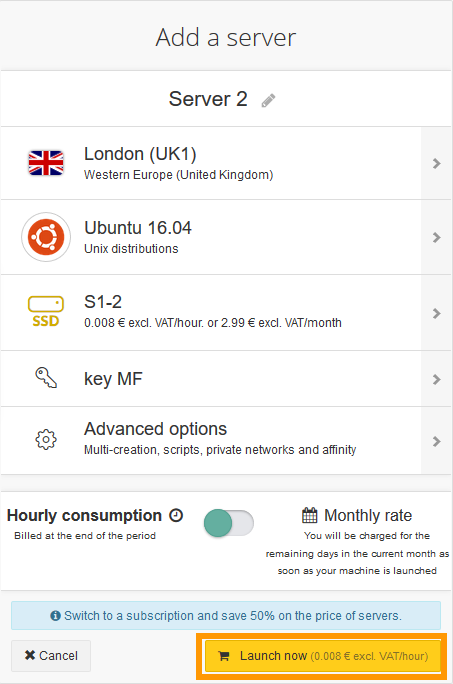 Add a server
Server 2
London (UK1)
Western Europe (United Kingdom)
Ubuntu 16.04
Unix distributions
SSD
S1-2
0.008 € excl. VAT/hour. or 2.99 € excl. VAT/month
key MF
Advanced options
Multi-creation, scripts, private networks and affinity
Hourly consumption
Billed at the end of the period
Monthly rate
You will be charged for the
remaining days in the current month as
soon as your machine is launched
Switch to a subscription and save 50% on the price of servers.
Cancel
Launch now (0.008 € excl. VAT/hour)